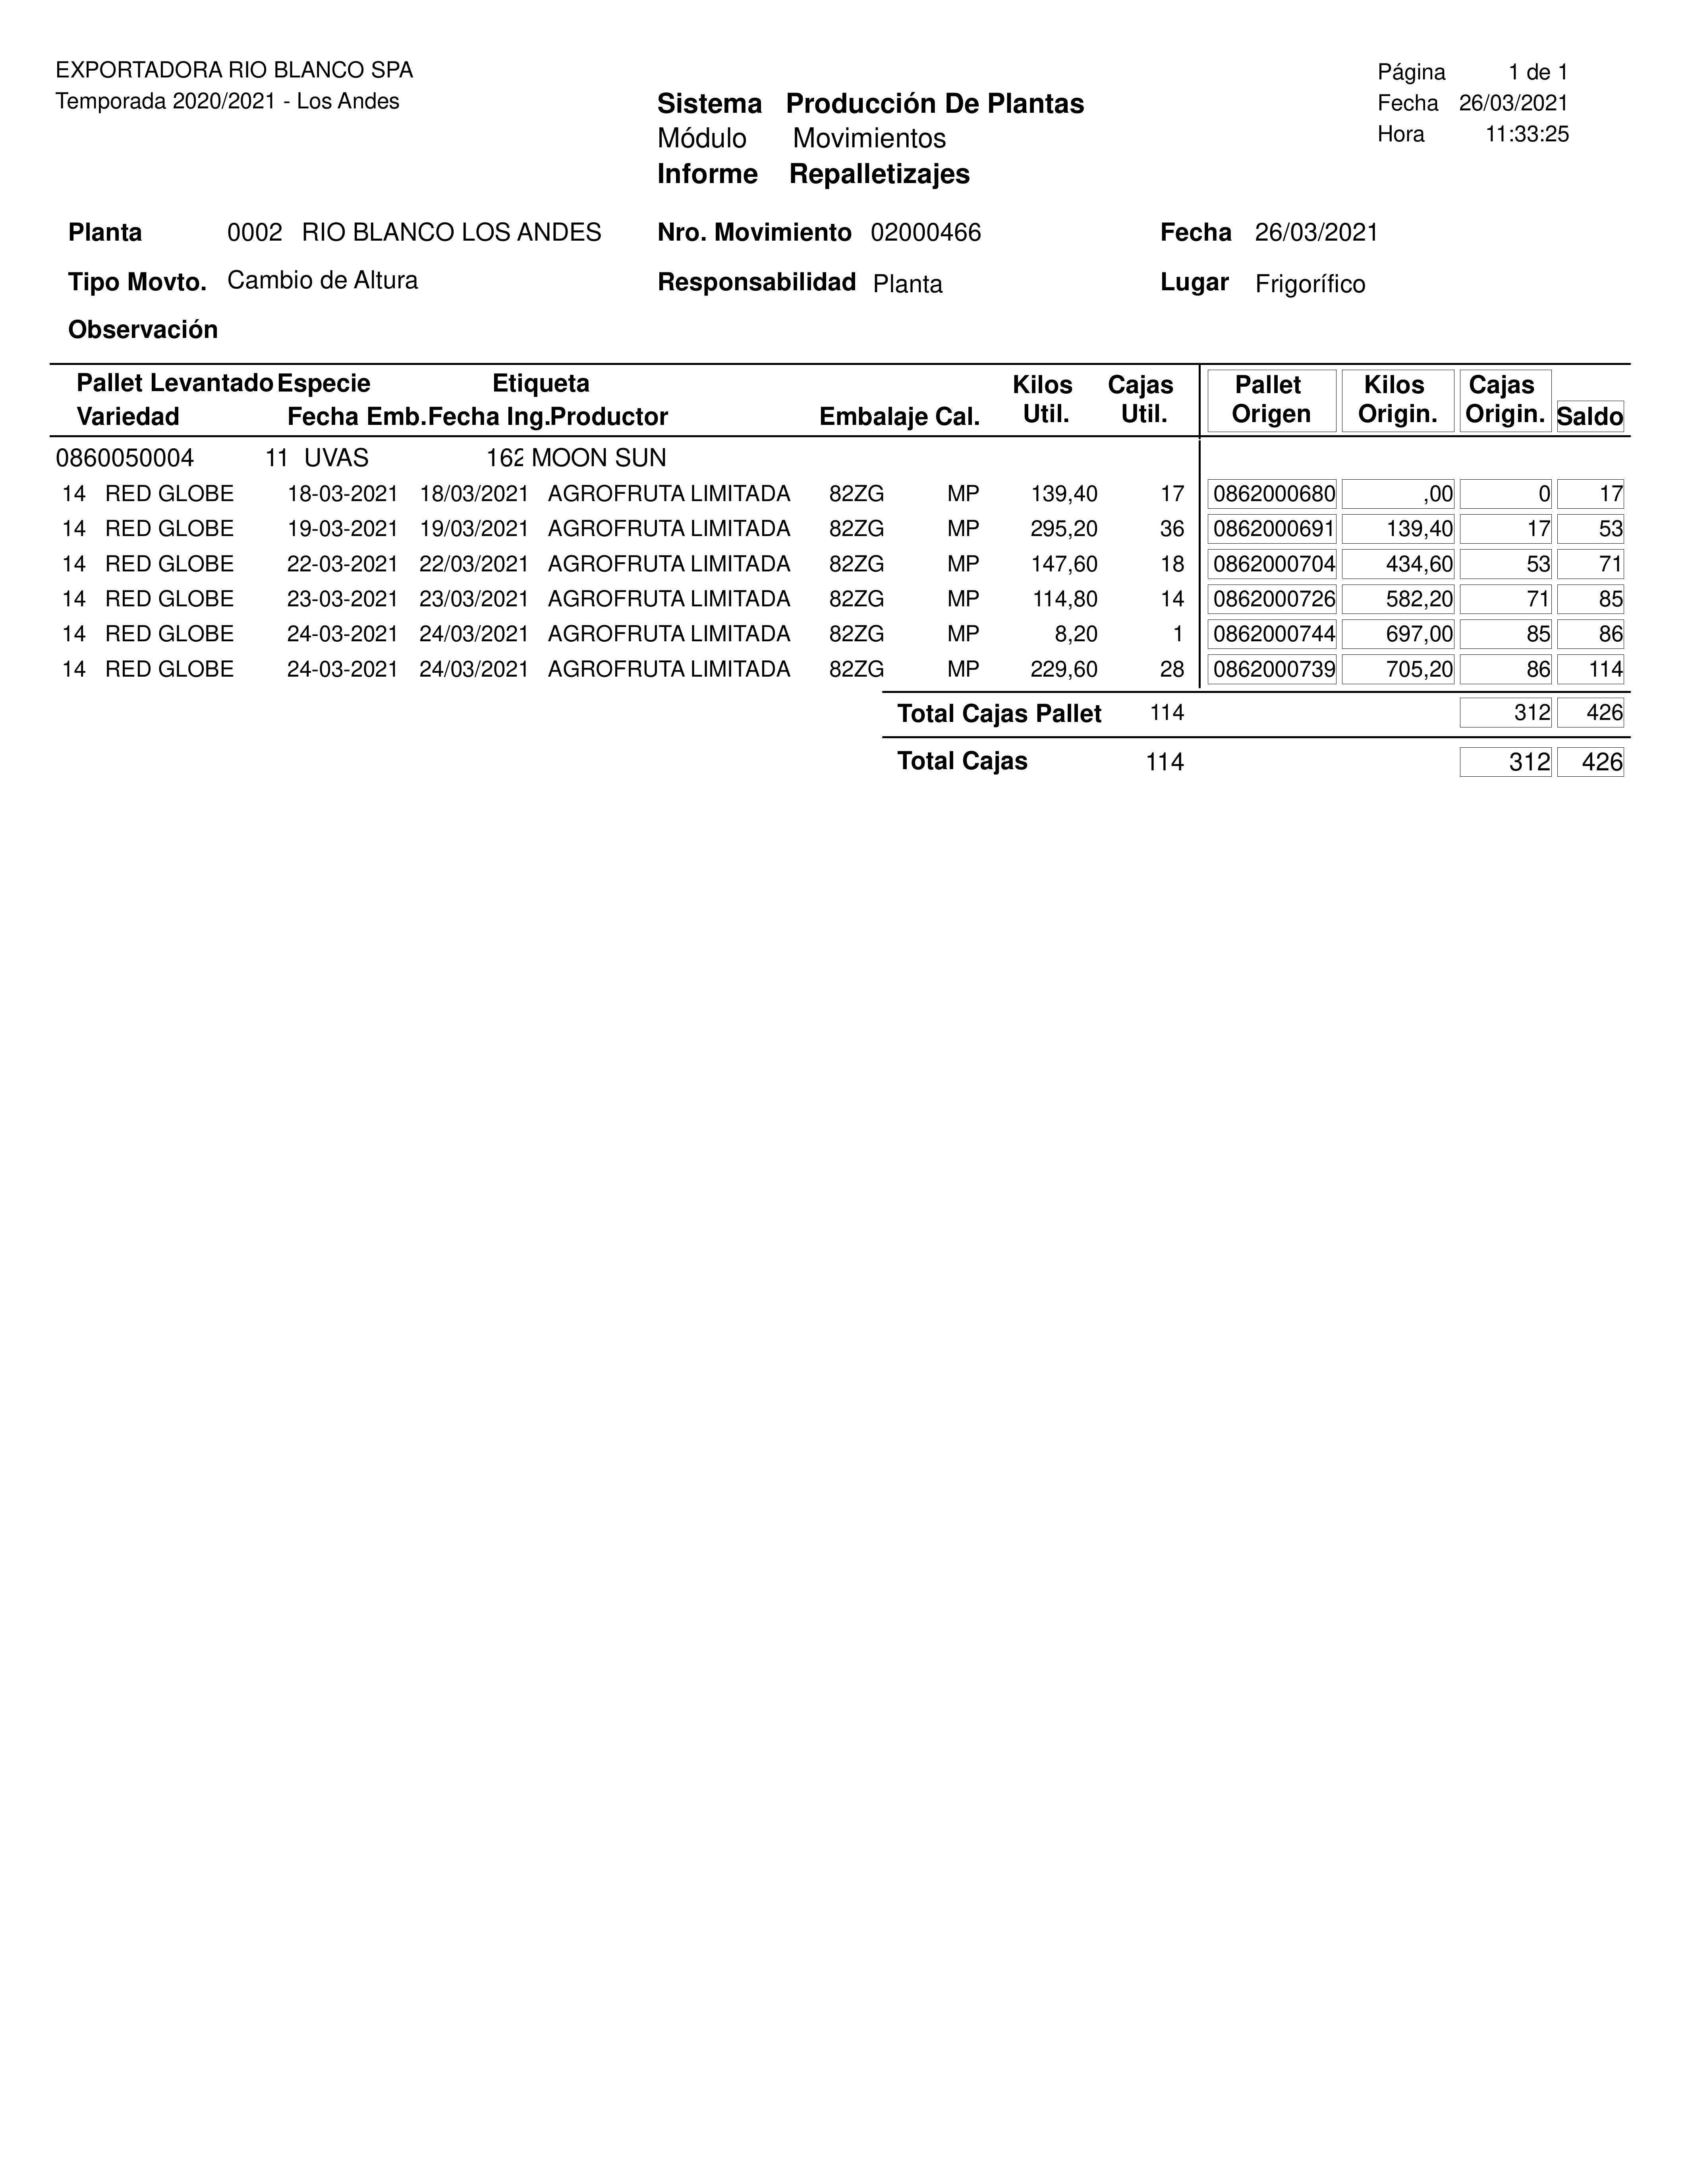 EXPORTADORA RIO BLANCO SPA
Temporada 2020/2021 - Los Andes
Página 1 de 1
Fecha 26/03/2021
Hora 11:33:25
Sistema Producción De Plantas
Módulo Movimientos
Informe Repalletizajes
Planta 0002 RIO BLANCO LOS ANDES Nro. Movimiento 02000466 Fecha 26/03/2021
Tipo Movto. Cambio de Altura Responsabilidad Planta Lugar Frigorífico
Observación
Pallet Levantado Especie Etiqueta Kilos Cajas Pallet Kilos Cajas
Variedad Fecha Emb. Fecha Ing. Productor Embalaje Cal. Util. Util. Origen Origin. Origin. Saldo
0860050004 11 UVAS 162 MOON SUN
14 RED GLOBE 18-03-2021 18/03/2021 AGROFRUTA LIMITADA 82ZG MP 139,40 17 0862000680 ,00 0 17
14 RED GLOBE 19-03-2021 19/03/2021 AGROFRUTA LIMITADA 82ZG MP 295,20 36 0862000691 139,40 17 53
14 RED GLOBE 22-03-2021 22/03/2021 AGROFRUTA LIMITADA 82ZG MP 147,60 18 0862000704 434,60 53 71
14 RED GLOBE 23-03-2021 23/03/2021 AGROFRUTA LIMITADA 82ZG MP 114,80 14 0862000726 582,20 71 85
14 RED GLOBE 24-03-2021 24/03/2021 AGROFRUTA LIMITADA 82ZG MP 8,20 1 0862000744 697,00 85 86
14 RED GLOBE 24-03-2021 24/03/2021 AGROFRUTA LIMITADA 82ZG MP 229,60 28 0862000739 705,20 86 114
Total Cajas Pallet 114 312 426
Total Cajas 114 312 426